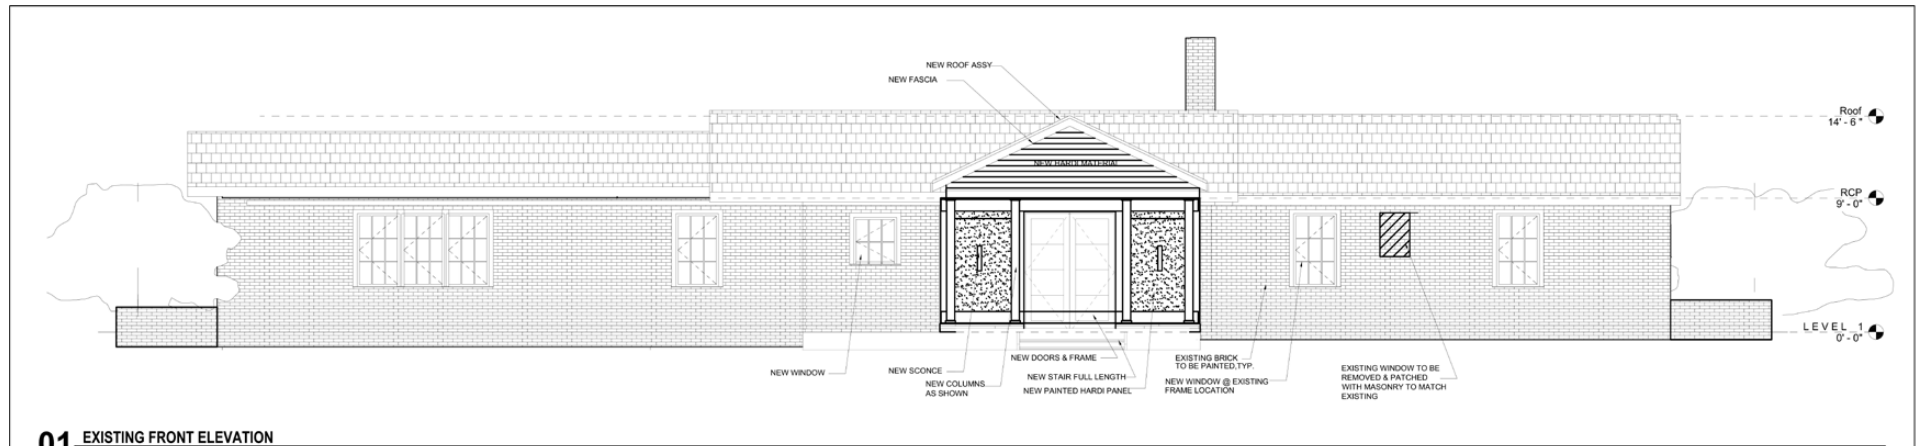 NEW ROOF ASSY
NEW FASCIA
Roof
14' - 6 "
NEW HARDI MATERIAL
RCP
9' - 0"
LEVEL 1
0' - 0"
NEW WINDOW
NEW SCONCE
NEW COLUMNS
AS SHOWN
NEW DOORS & FRAME
NEW STAIR FULL LENGTH
NEW PAINTED HARDI PANEL
EXISTING BRICK
TO BE PAINTED,TYP.
NEW WINDOW @ EXISTING
FRAME LOCATION
EXISTING WINDOW TO BE
REMOVED & PATCHED
WITH MASONRY TO MATCH
EXISTING
01 EXISTING FRONT ELEVATION